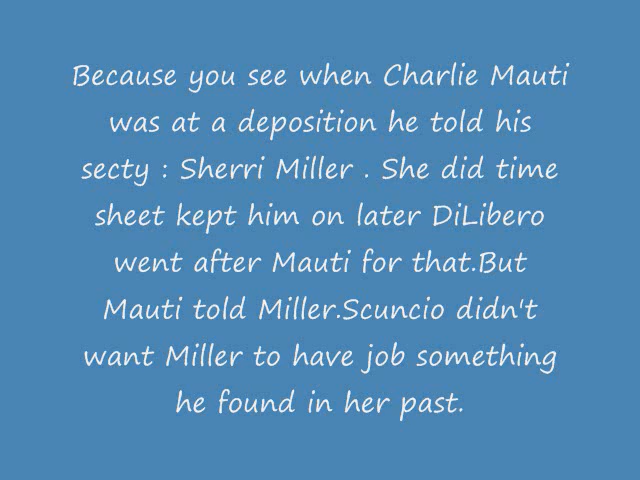 Because you see when Charlie Mauti
was at a deposition he told his
secty : Sherri Miller . She did time
sheet kept him on later DiLibero
went after Mauti for that.But
Mauti told Miller.Scuncio didn't
want Miller to have job something
he found in her past.